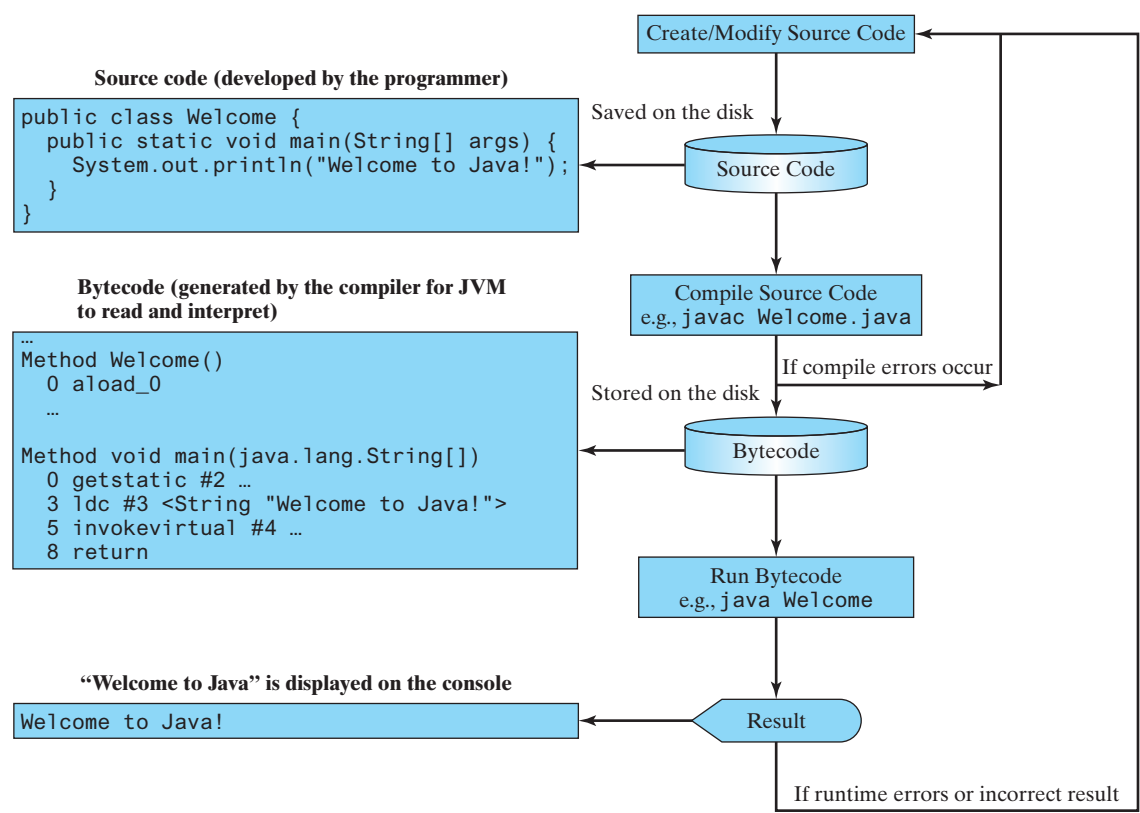 Create/Modify Source Code
Source code (developed by the programmer)
public class Welcome {
  public static void main(String[] args) {
    System.out.println("Welcome to Java!");
  }
}
Saved on the disk
Source Code
Bytecode (generated by the compiler for JVM
to read and interpret)
Compile Source Code
e.g., javac Welcome.java
…
Method Welcome()
  0 aload_0
  …
Method void main(java.lang.String[])
  0 getstatic #2 …
  3 ldc #3 <String "Welcome to Java!">
  5 invokevirtual #4 …
  8 return
If compile errors occur
Stored on the disk
Bytecode
Run Bytecode
e.g., java Welcome
“Welcome to Java” is displayed on the console
Welcome to Java!
Result
If runtime errors or incorrect result